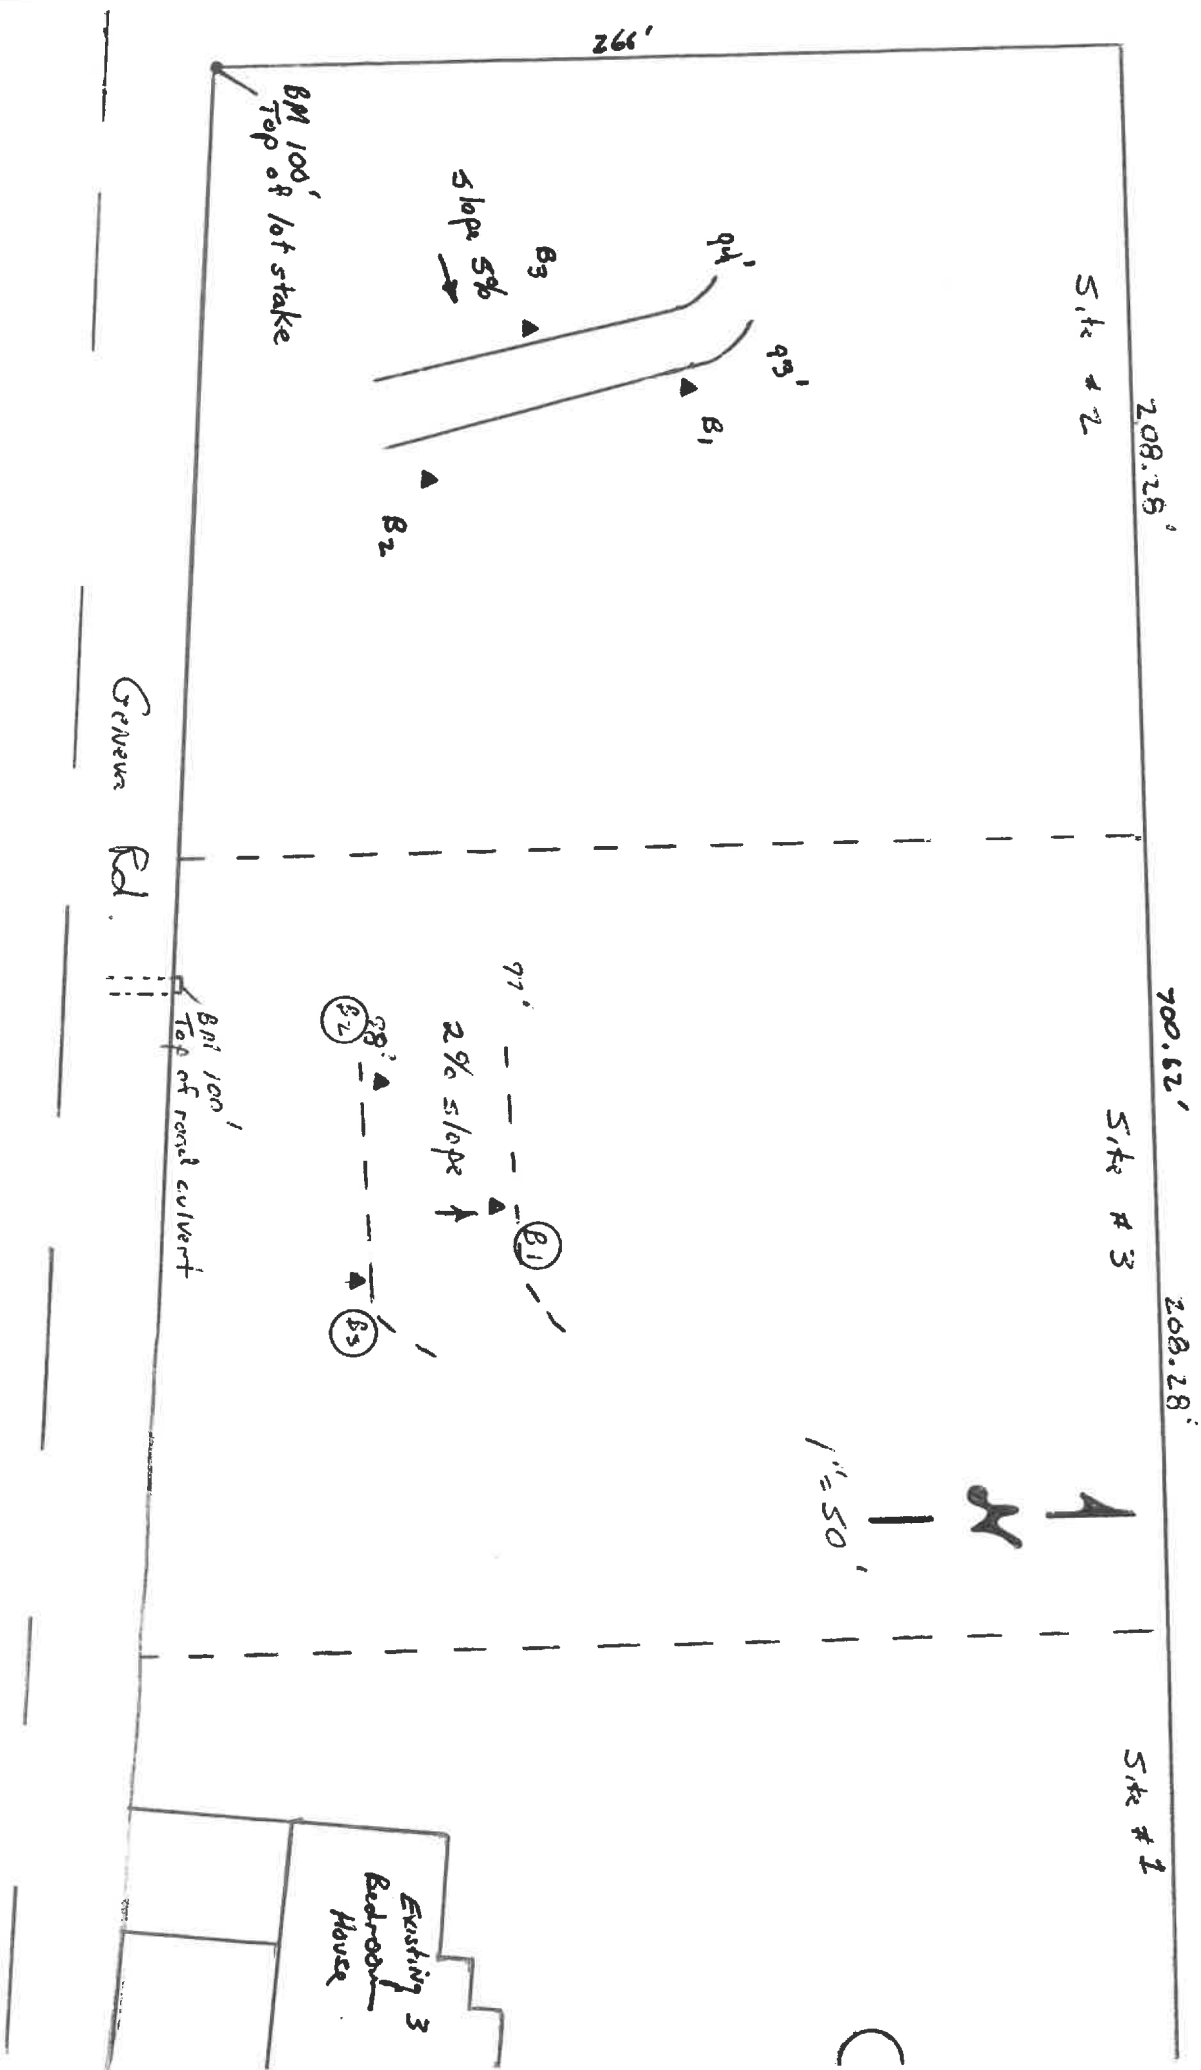 266'
208.28'
700.62'
208.28'
Site # 2
Site # 3
Site # 1
94'
93'
B1
B3
B2
slope 5%
BM 100'
Top of lot stake
N
1" = 50'
B1
2% slope
98'
B2
B3
BM 100'
Top of road culvert
Geneva Rd.
Existing 3
Bedroom
House